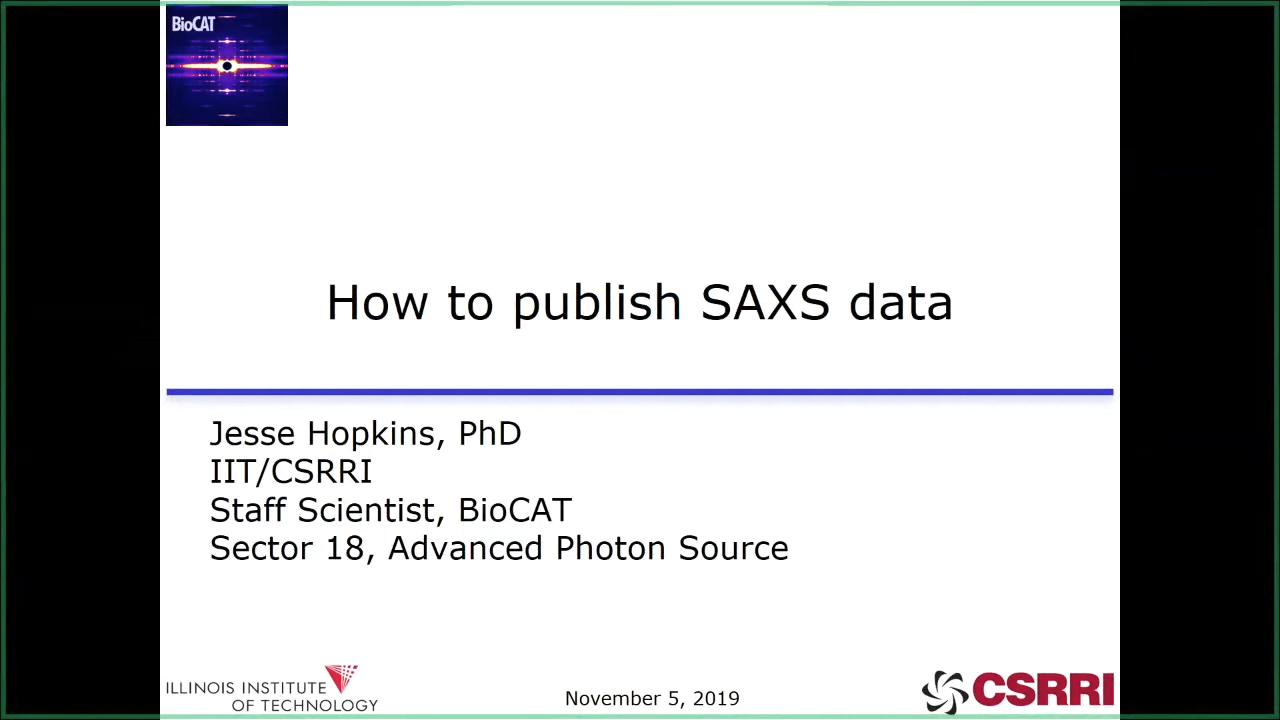 BioCAT
How to publish SAXS data
Jesse Hopkins, PhD
IIT/CSRRI
Staff Scientist, BioCAT
Sector 18, Advanced Photon Source
ILLINOIS INSTITUTE
OF TECHNOLOGY
November 5, 2019
CSRRI